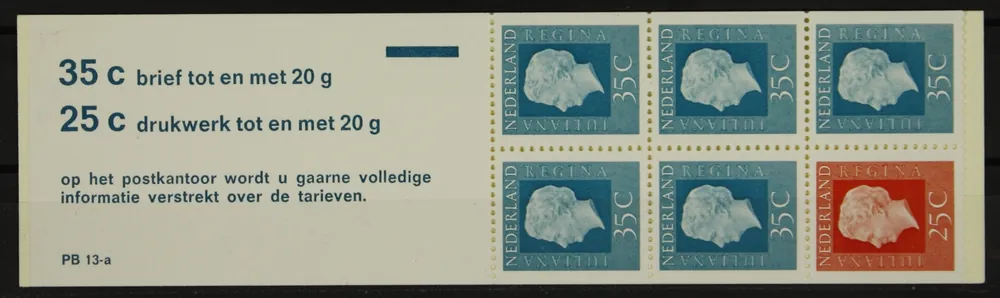 35 c brief tot en met 20 g
25 c drukwerk tot en met 20 g
op het postkantoor wordt u gaarne volledige
informatie verstrekt over de tarieven.
PB 13-a
NEDERLAND
REGINA
JULIANA
35C
NEDERLAND
REGINA
JULIANA
35C
NEDERLAND
REGINA
JULIANA
35C
NEDERLAND
REGINA
JULIANA
35C
NEDERLAND
REGINA
JULIANA
35C
NEDERLAND
REGINA
JULIANA
25C